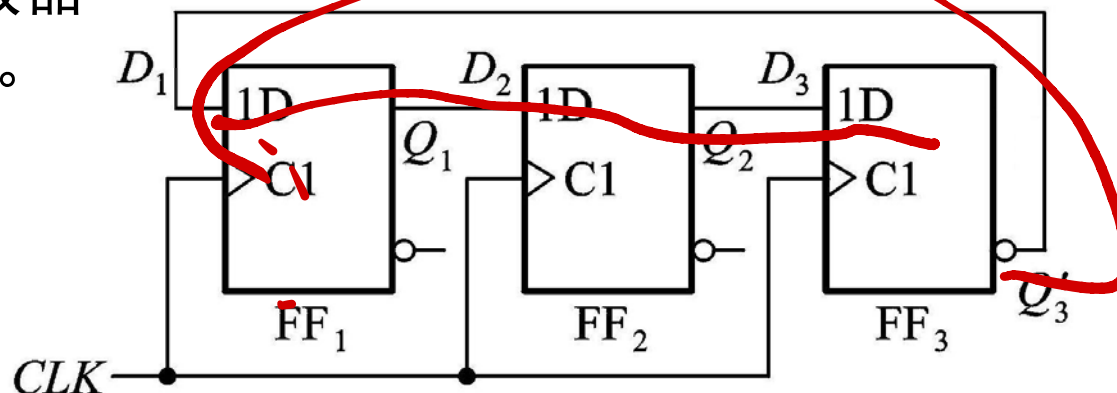 。
D₁ D₂ D₃
1D 1D 1D
Q₁ Q₂
C1 C1 C1
Q₃′
FF₁ FF₂ FF₃
CLK